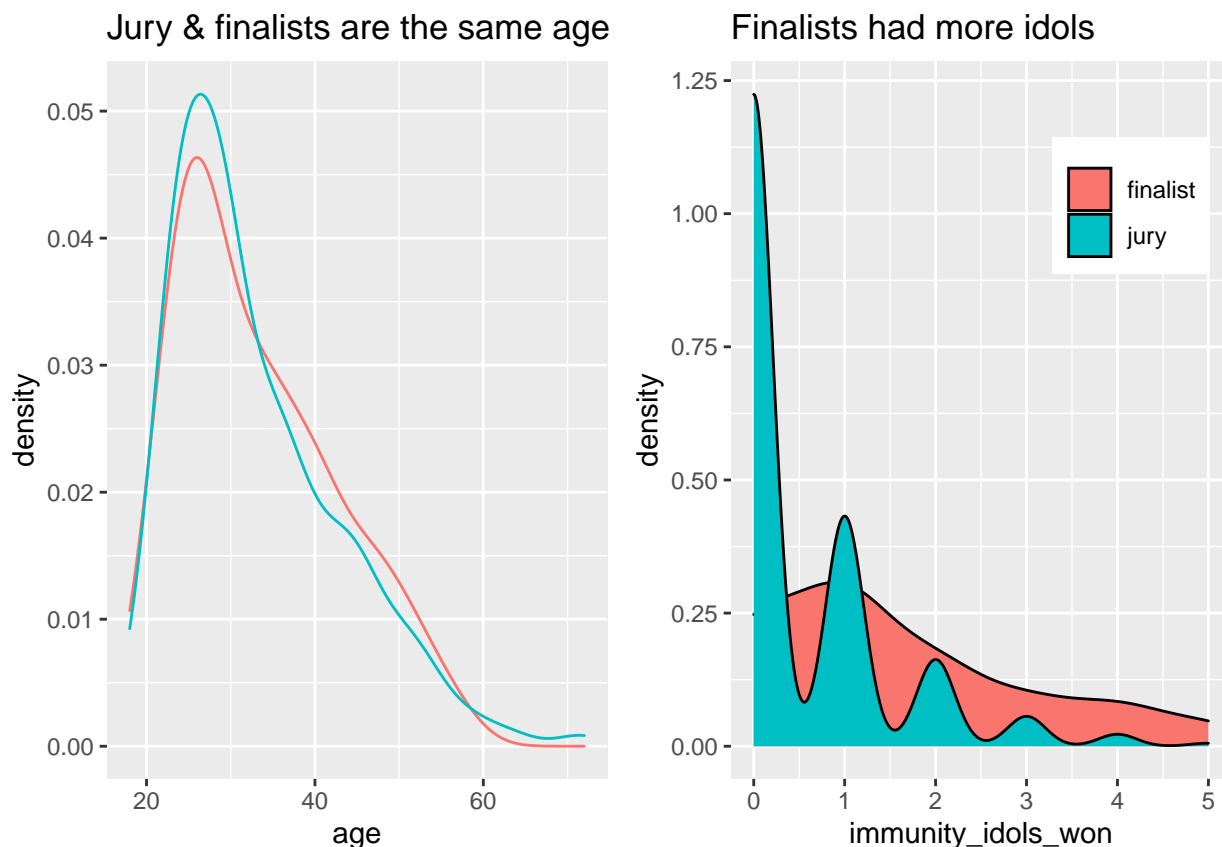 Jury & finalists are the same age
0.05
0.04
0.03
0.02
0.01
0.00
density
20 40 60
age
Finalists had more idols
1.25
1.00
0.75
0.50
0.25
0.00
density
finalist
jury
0 1 2 3 4 5
immunity_idols_won